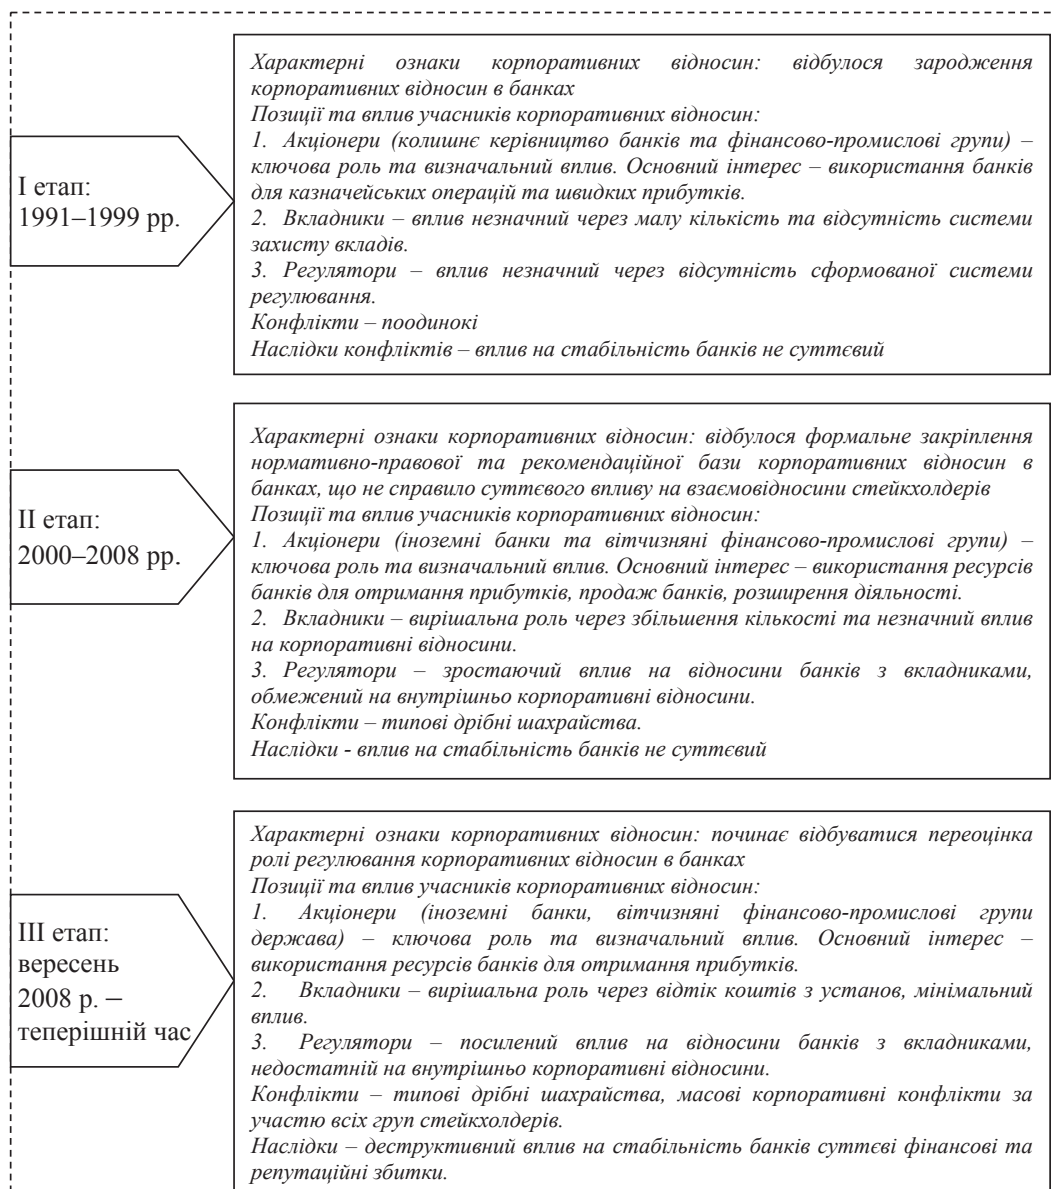 I етап:
1991–1999 рр.
Характерні ознаки корпоративних відносин: відбулося зародження
корпоративних відносин в банках
Позиції та вплив учасників корпоративних відносин:
1. Акціонери (колишнє керівництво банків та фінансово-промислові групи) –
ключова роль та визначальний вплив. Основний інтерес – використання банків
для казначейських операцій та швидких прибутків.
2. Вкладники – вплив незначний через малу кількість та відсутність системи
захисту вкладів.
3. Регулятори – вплив незначний через відсутність сформованої системи
регулювання.
Конфлікти – поодинокі
Наслідки конфліктів – вплив на стабільність банків не суттєвий
II етап:
2000–2008 рр.
Характерні ознаки корпоративних відносин: відбулося формальне закріплення
нормативно-правової та рекомендаційної бази корпоративних відносин в
банках, що не справило суттєвого впливу на взаємовідносини стейкхолдерів
Позиції та вплив учасників корпоративних відносин:
1. Акціонери (іноземні банки та вітчизняні фінансово-промислові групи) –
ключова роль та визначальний вплив. Основний інтерес – використання ресурсів
банків для отримання прибутків, продаж банків, розширення діяльності.
2. Вкладники – вирішальна роль через збільшення кількості та незначний вплив
на корпоративні відносини.
3. Регулятори – зростаючий вплив на відносини банків з вкладниками,
обмежений на внутрішньо корпоративні відносини.
Конфлікти – типові дрібні шахрайства.
Наслідки - вплив на стабільність банків не суттєвий
III етап:
вересень
2008 р. –
теперішній час
Характерні ознаки корпоративних відносин: починає відбуватися переоцінка
ролі регулювання корпоративних відносин в банках
Позиції та вплив учасників корпоративних відносин:
1. Акціонери (іноземні банки, вітчизняні фінансово-промислові групи
держава) – ключова роль та визначальний вплив. Основний інтерес –
використання ресурсів банків для отримання прибутків.
2. Вкладники – вирішальна роль через відтік коштів з установ, мінімальний
вплив.
3. Регулятори – посилений вплив на відносини банків з вкладниками,
недостатній на внутрішньо корпоративні відносини.
Конфлікти – типові дрібні шахрайства, масові корпоративні конфлікти за
участю всіх груп стейкхолдерів.
Наслідки – деструктивний вплив на стабільність банків суттєві фінансові та
репутаційні збитки.